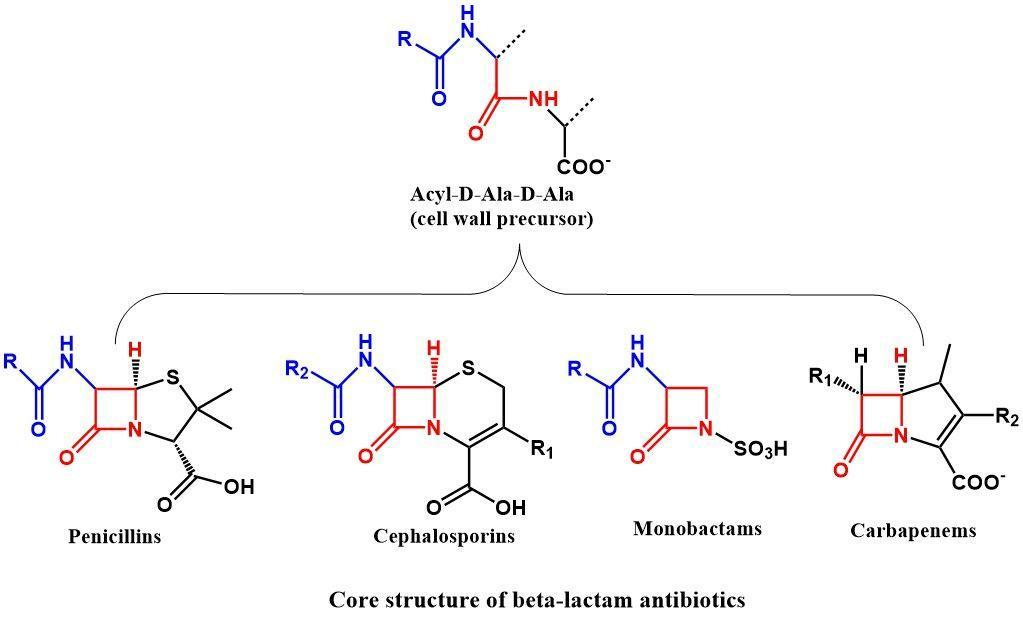 H
R N
O
NH
O
COO-
Acyl-D-Ala-D-Ala
(cell wall precursor)
H
R N
H
S
O
N
O
OH
O
Penicillins
H
R2 N
H
S
O
N
O
R1
O OH
Cephalosporins
H
R N
O
N
O
SO3H
Monobactams
H H
R1
R2
N
O
COO-
Carbapenems
Core structure of beta-lactam antibiotics